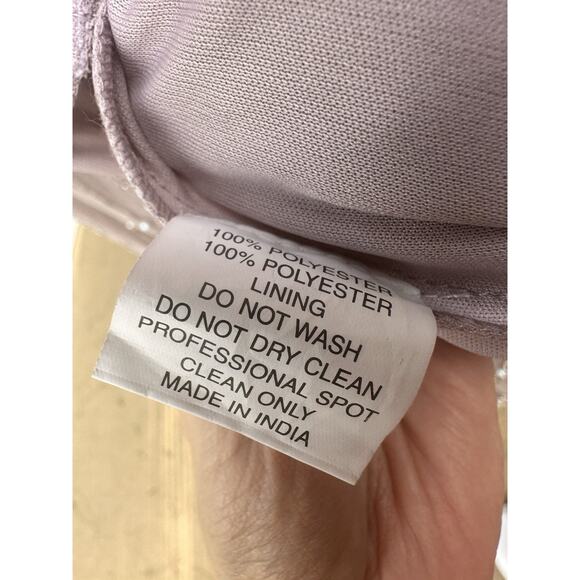 100% POLYESTER
100% POLYESTER
LINING
DO NOT WASH
DO NOT DRY CLEAN
PROFESSIONAL SPOT
CLEAN ONLY
MADE IN INDIA